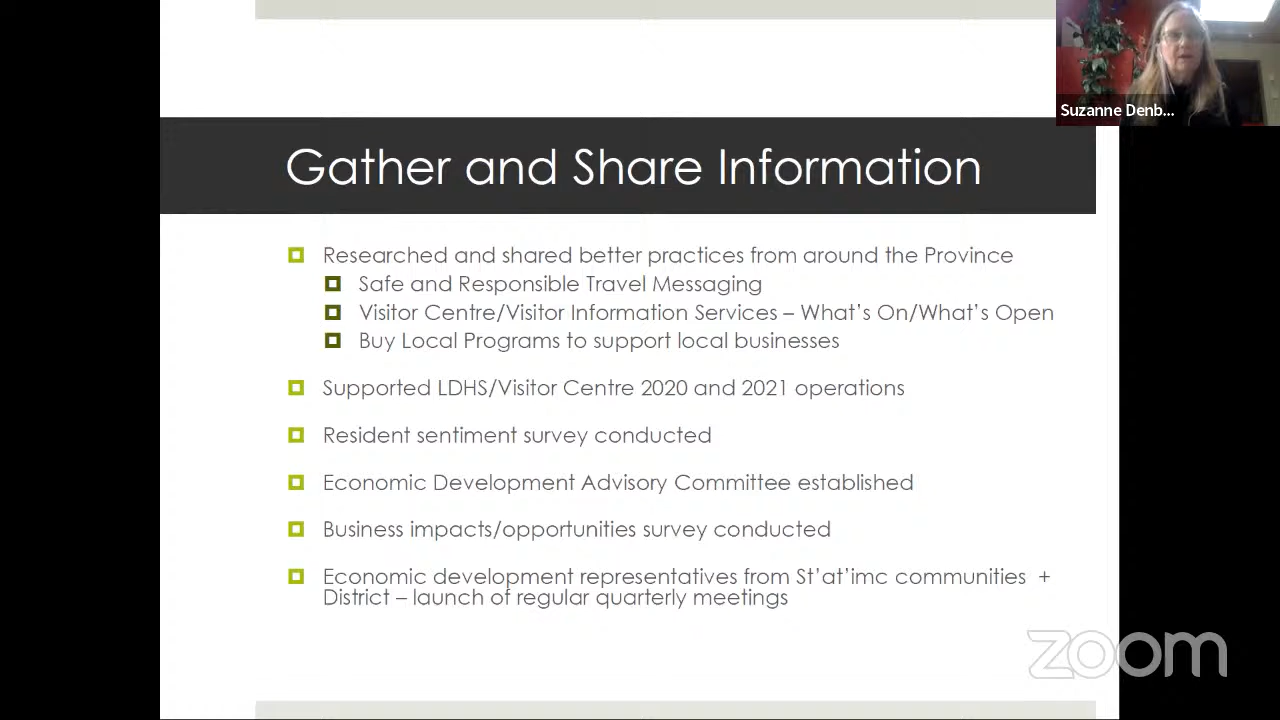 Suzanne Denb...
Gather and Share Information
Researched and shared better practices from around the Province
Safe and Responsible Travel Messaging
Visitor Centre/Visitor Information Services – What's On/What's Open
Buy Local Programs to support local businesses
Supported LDHS/Visitor Centre 2020 and 2021 operations
Resident sentiment survey conducted
Economic Development Advisory Committee established
Business impacts/opportunities survey conducted
Economic development representatives from St'at'imc communities +
District – launch of regular quarterly meetings
zoom